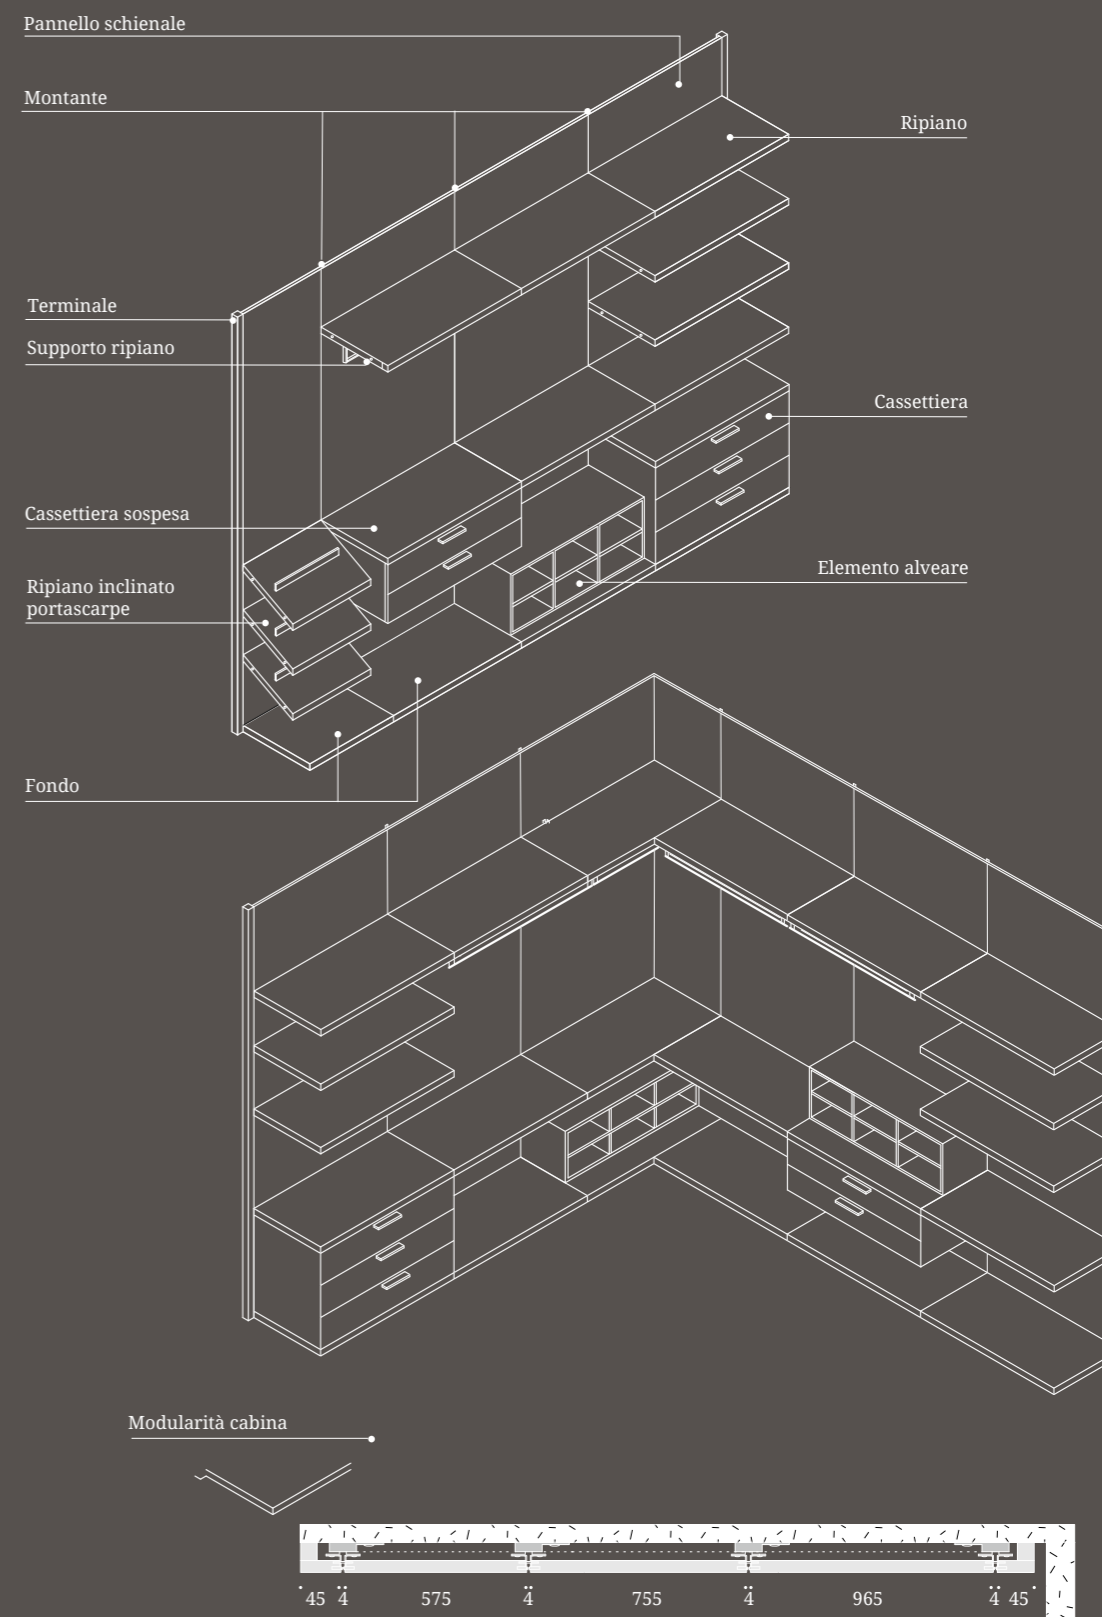 Pannello schienale
Montante
Ripiano
Terminale
Supporto ripiano
Cassettiera
Cassettiera sospesa
Elemento alveare
Ripiano inclinato
portascarpe
Fondo
Modularità cabina
45 4 575 4 755 4 965 4 45